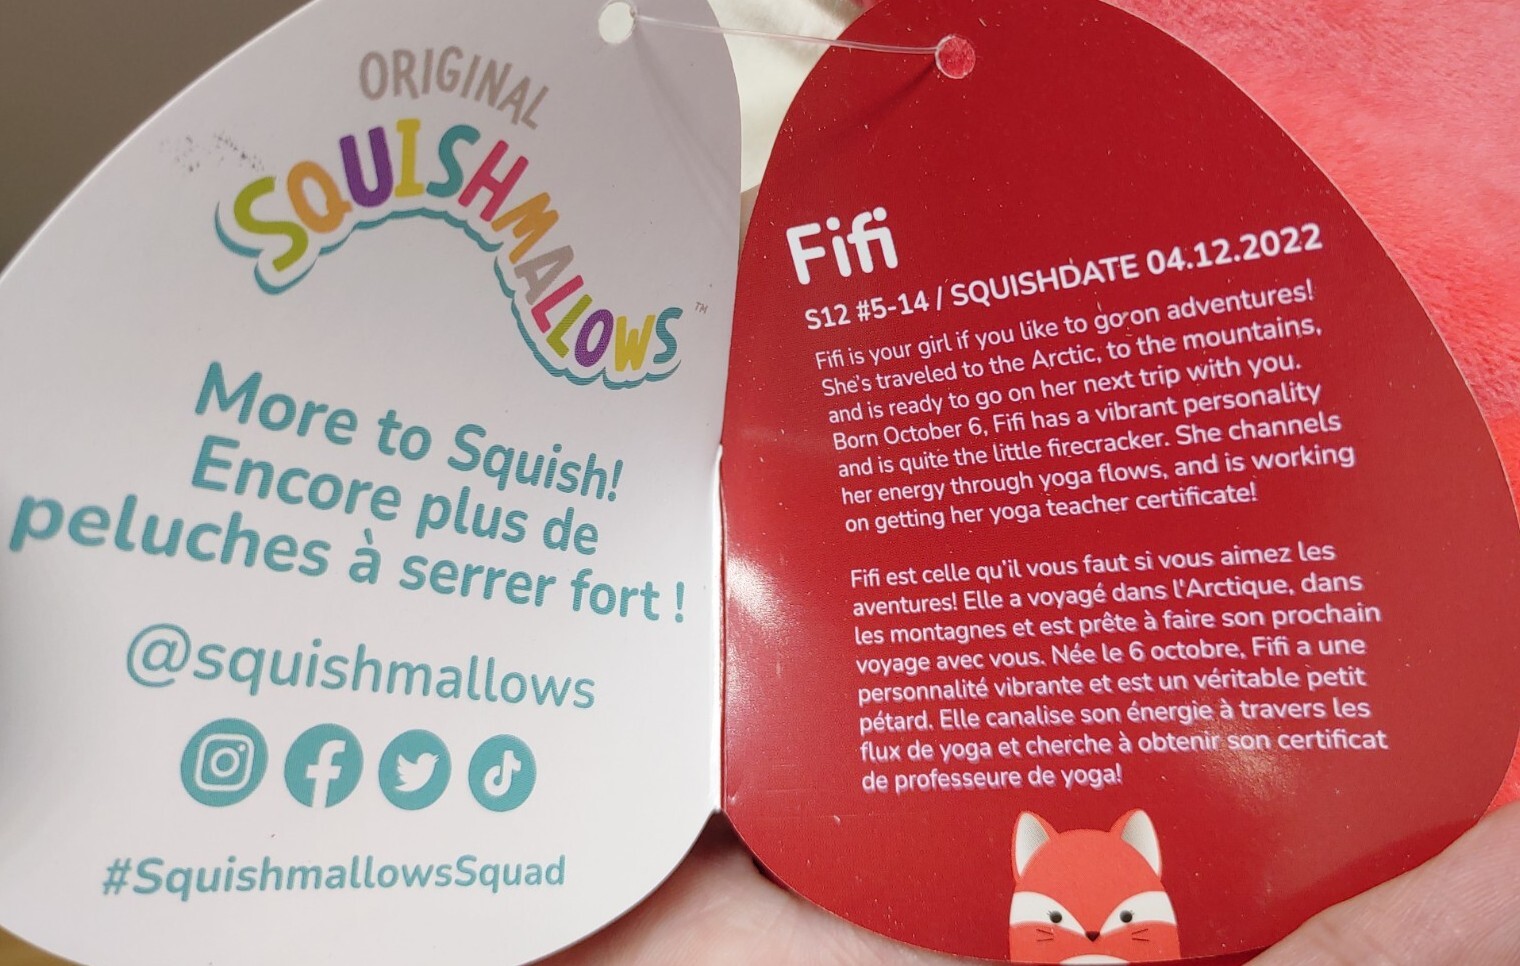 ORIGINAL
SQUISHMALLOWS™
More to Squish!
Encore plus de
peluches à serrer fort !
@squishmallows
#SquishmallowsSquad
Fifi
S12 #5-14 / SQUISHDATE 04.12.2022
Fifi is your girl if you like to go on adventures!
She's traveled to the Arctic, to the mountains,
and is ready to go on her next trip with you.
Born October 6, Fifi has a vibrant personality
and is quite the little firecracker. She channels
her energy through yoga flows, and is working
on getting her yoga teacher certificate!
Fifi est celle qu'il vous faut si vous aimez les
aventures! Elle a voyagé dans l'Arctique, dans
les montagnes et est prête à faire son prochain
voyage avec vous. Née le 6 octobre, Fifi a une
personnalité vibrante et est un véritable petit
pétard. Elle canalise son énergie à travers les
flux de yoga et cherche à obtenir son certificat
de professeure de yoga!